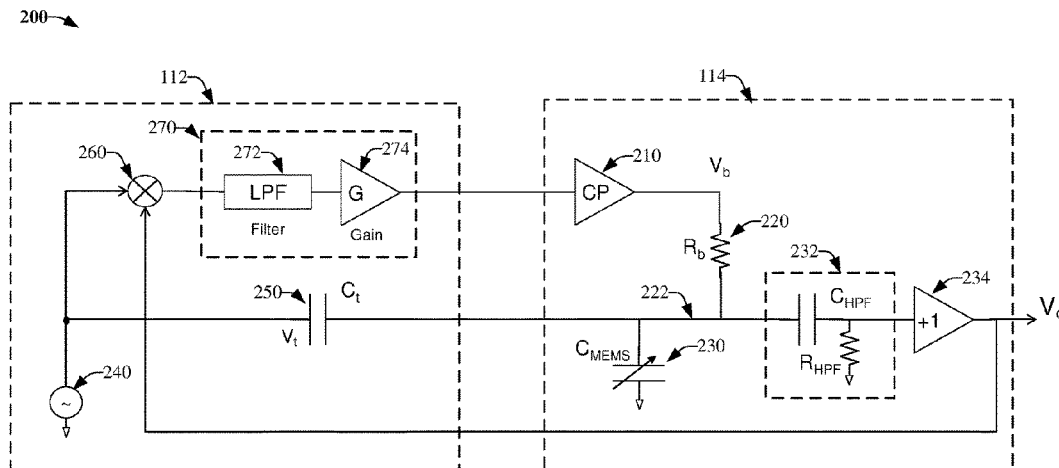 200
112
114
270
260
272
274
210
V_b
LPF
G
CP
220
Filter
Gain
R_b
232
250
C_t
222
C_HPF
234
V_t
+1
C_MEMS
230
R_HPF
240
~